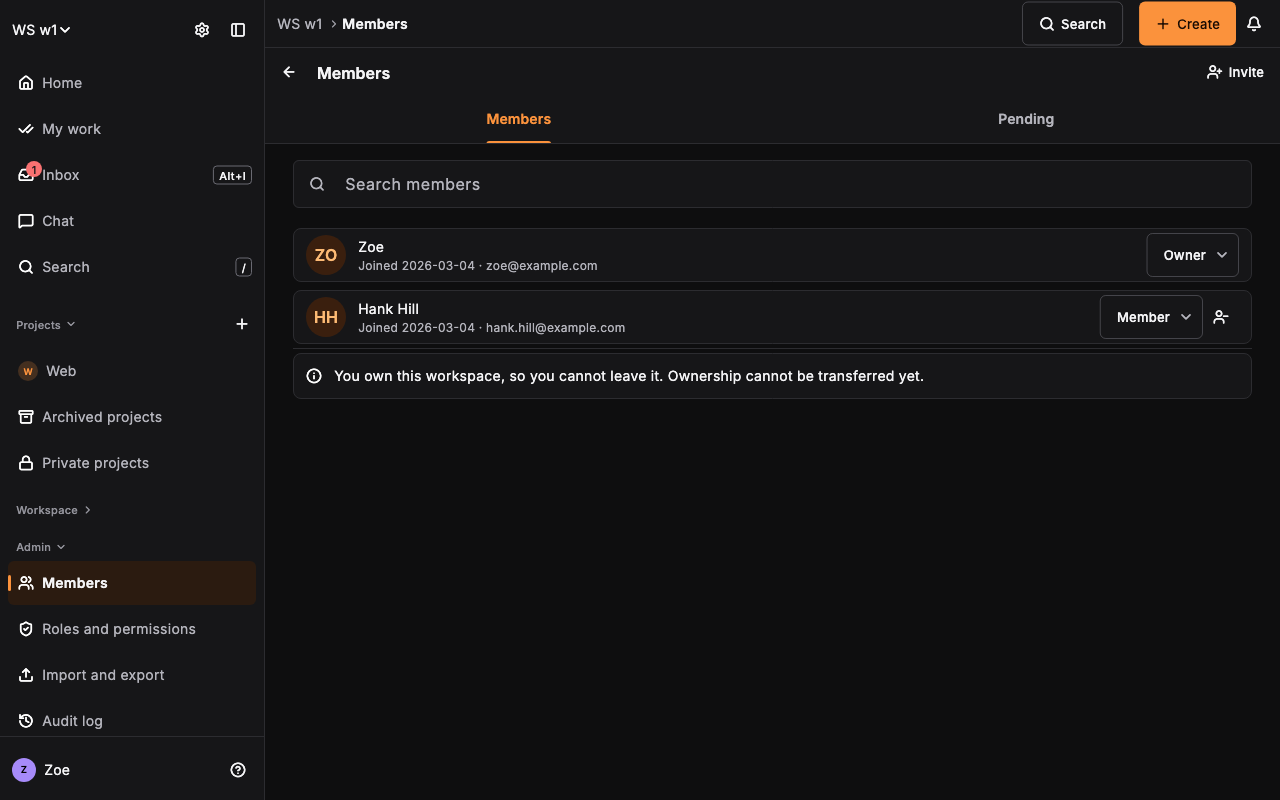 WS w1
WS w1 > Members
Search
Create
Home
My work
1
Inbox
Alt+I
Chat
Search
/
Projects
W
Web
Archived projects
Private projects
Workspace
Admin
Members
Roles and permissions
Import and export
Audit log
Z
Zoe
Members
Invite
Members
Pending
Search members
ZO
Zoe
Joined 2026-03-04 · zoe@example.com
Owner
HH
Hank Hill
Joined 2026-03-04 · hank.hill@example.com
Member
You own this workspace, so you cannot leave it. Ownership cannot be transferred yet.